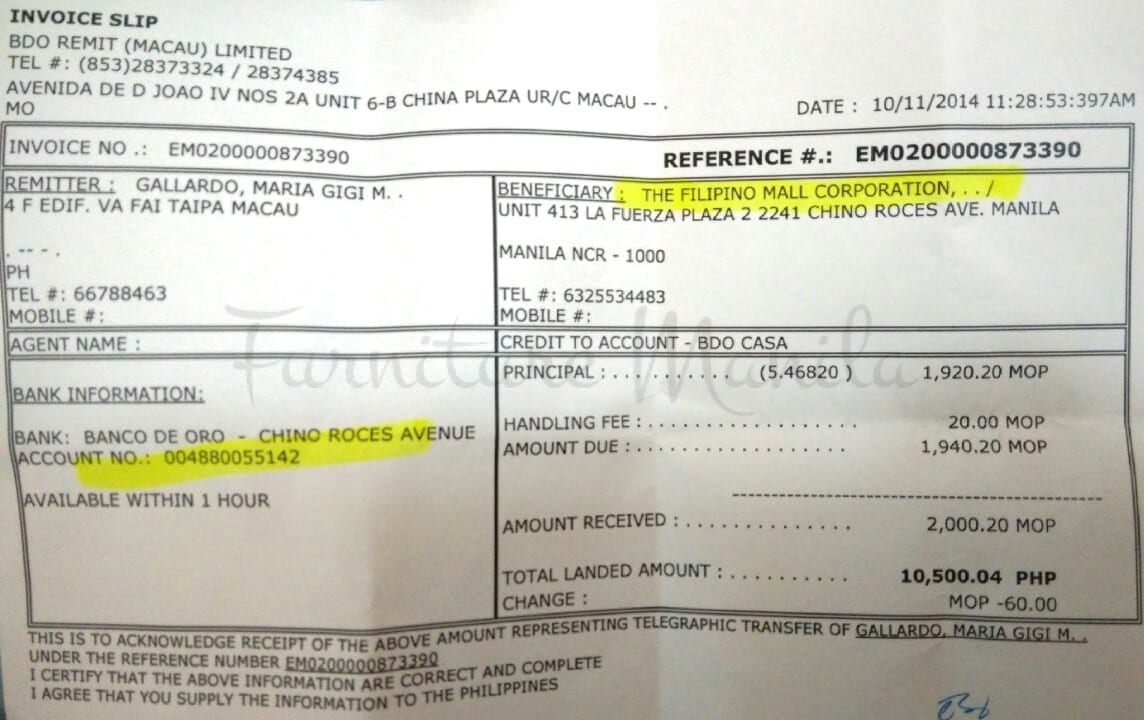 INVOICE SLIP
BDO REMIT (MACAU) LIMITED
TEL #: (853)28373324 / 28374385
AVENIDA DE D JOAO IV NOS 2A UNIT 6-B CHINA PLAZA UR/C MACAU -- .
MO
DATE : 10/11/2014 11:28:53:397AM
INVOICE NO .: EM0200000873390
REFERENCE #.: EM0200000873390
REMITTER : GALLARDO, MARIA GIGI M. .
4 F EDIF. VA FAI TAIPA MACAU
. -- - .
PH
TEL #: 66788463
MOBILE #:
BENEFICIARY : THE FILIPINO MALL CORPORATION, . . /
UNIT 413 LA FUERZA PLAZA 2 2241 CHINO ROCES AVE. MANILA
MANILA NCR - 1000
TEL #: 6325534483
MOBILE #:
AGENT NAME :
CREDIT TO ACCOUNT - BDO CASA
BANK INFORMATION:
BANK: BANCO DE ORO - CHINO ROCES AVENUE
ACCOUNT NO.: 004880055142
AVAILABLE WITHIN 1 HOUR
PRINCIPAL : . . . . . . . . . . . (5.46820 ) 1,920.20 MOP
HANDLING FEE : . . . . . . . . . . . . . . . . . . 20.00 MOP
AMOUNT DUE : . . . . . . . . . . . . . . . . . . 1,940.20 MOP
AMOUNT RECEIVED : . . . . . . . . . . . . . . 2,000.20 MOP
TOTAL LANDED AMOUNT : . . . . . . . . . . 10,500.04 PHP
CHANGE : MOP -60.00
THIS IS TO ACKNOWLEDGE RECEIPT OF THE ABOVE AMOUNT REPRESENTING TELEGRAPHIC TRANSFER OF GALLARDO, MARIA GIGI M. .
UNDER THE REFERENCE NUMBER EM0200000873390
I CERTIFY THAT THE ABOVE INFORMATION ARE CORRECT AND COMPLETE
I AGREE THAT YOU SUPPLY THE INFORMATION TO THE PHILIPPINES
Furniture Manila